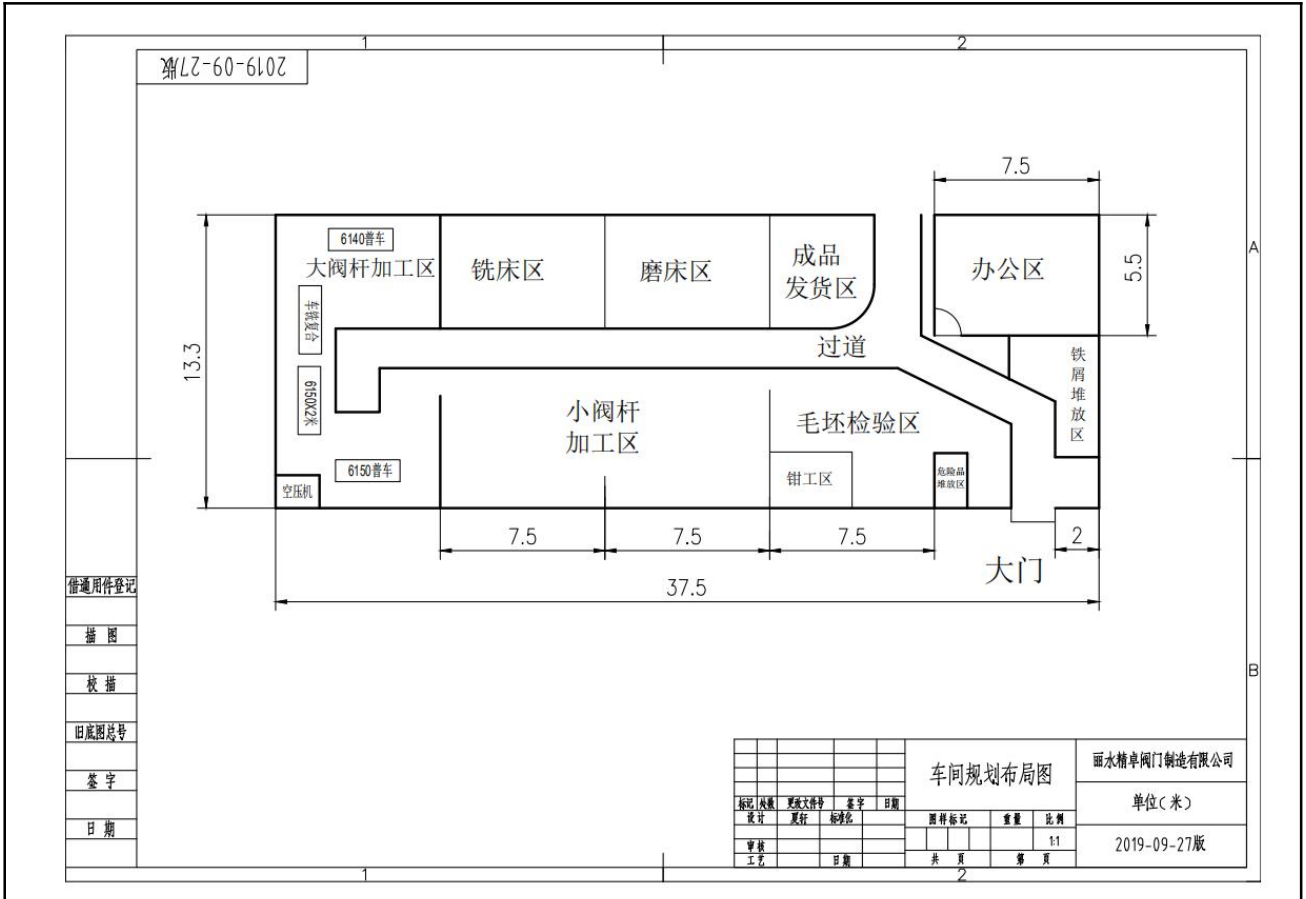 1
2
2019-09-27版
7.5
A
6140普车
大阀杆加工区
铣床区
磨床区
成品
发货区
办公区
5.5
车铣复合
13.3
过道
铁屑堆放区
6150X2米
小阀杆
加工区
毛坯检验区
6150普车
钳工区
危险品
堆放区
空压机
7.5
7.5
7.5
2
大门
37.5
借通用件登记
描 图
校 描
旧底图总号
签 字
日 期
B
车间规划布局图
丽水精卓阀门制造有限公司
单位(米)
标记 处数 更改文件号 签 字 日期
设 计 夏轩 标准化
图样标记 重量 比例
1:1
审 核
工 艺 日 期
共 页 第 页
2019-09-27版
1
2